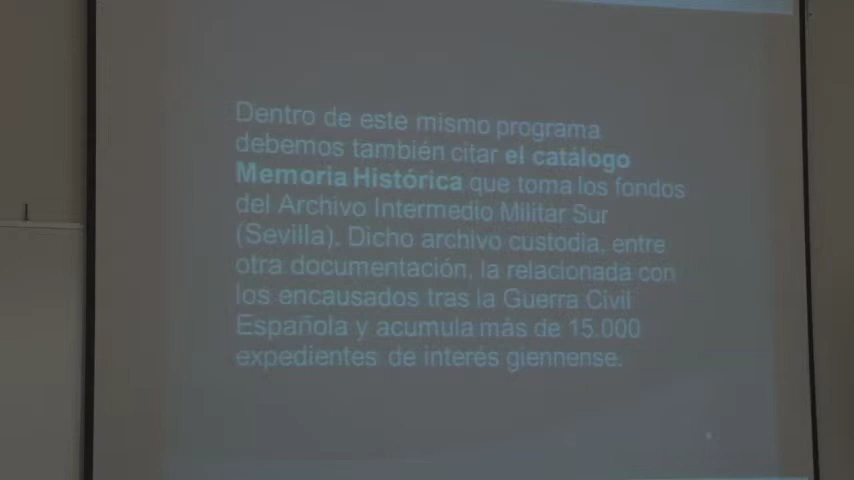 Dentro de este mismo programa
debemos también citar el catálogo
Memoria Histórica que toma los fondos
del Archivo Intermedio Militar Sur
(Sevilla). Dicho archivo custodia, entre
otra documentación, la relacionada con
los encausados tras la Guerra Civil
Española y acumula más de 15.000
expedientes de interés giennense.